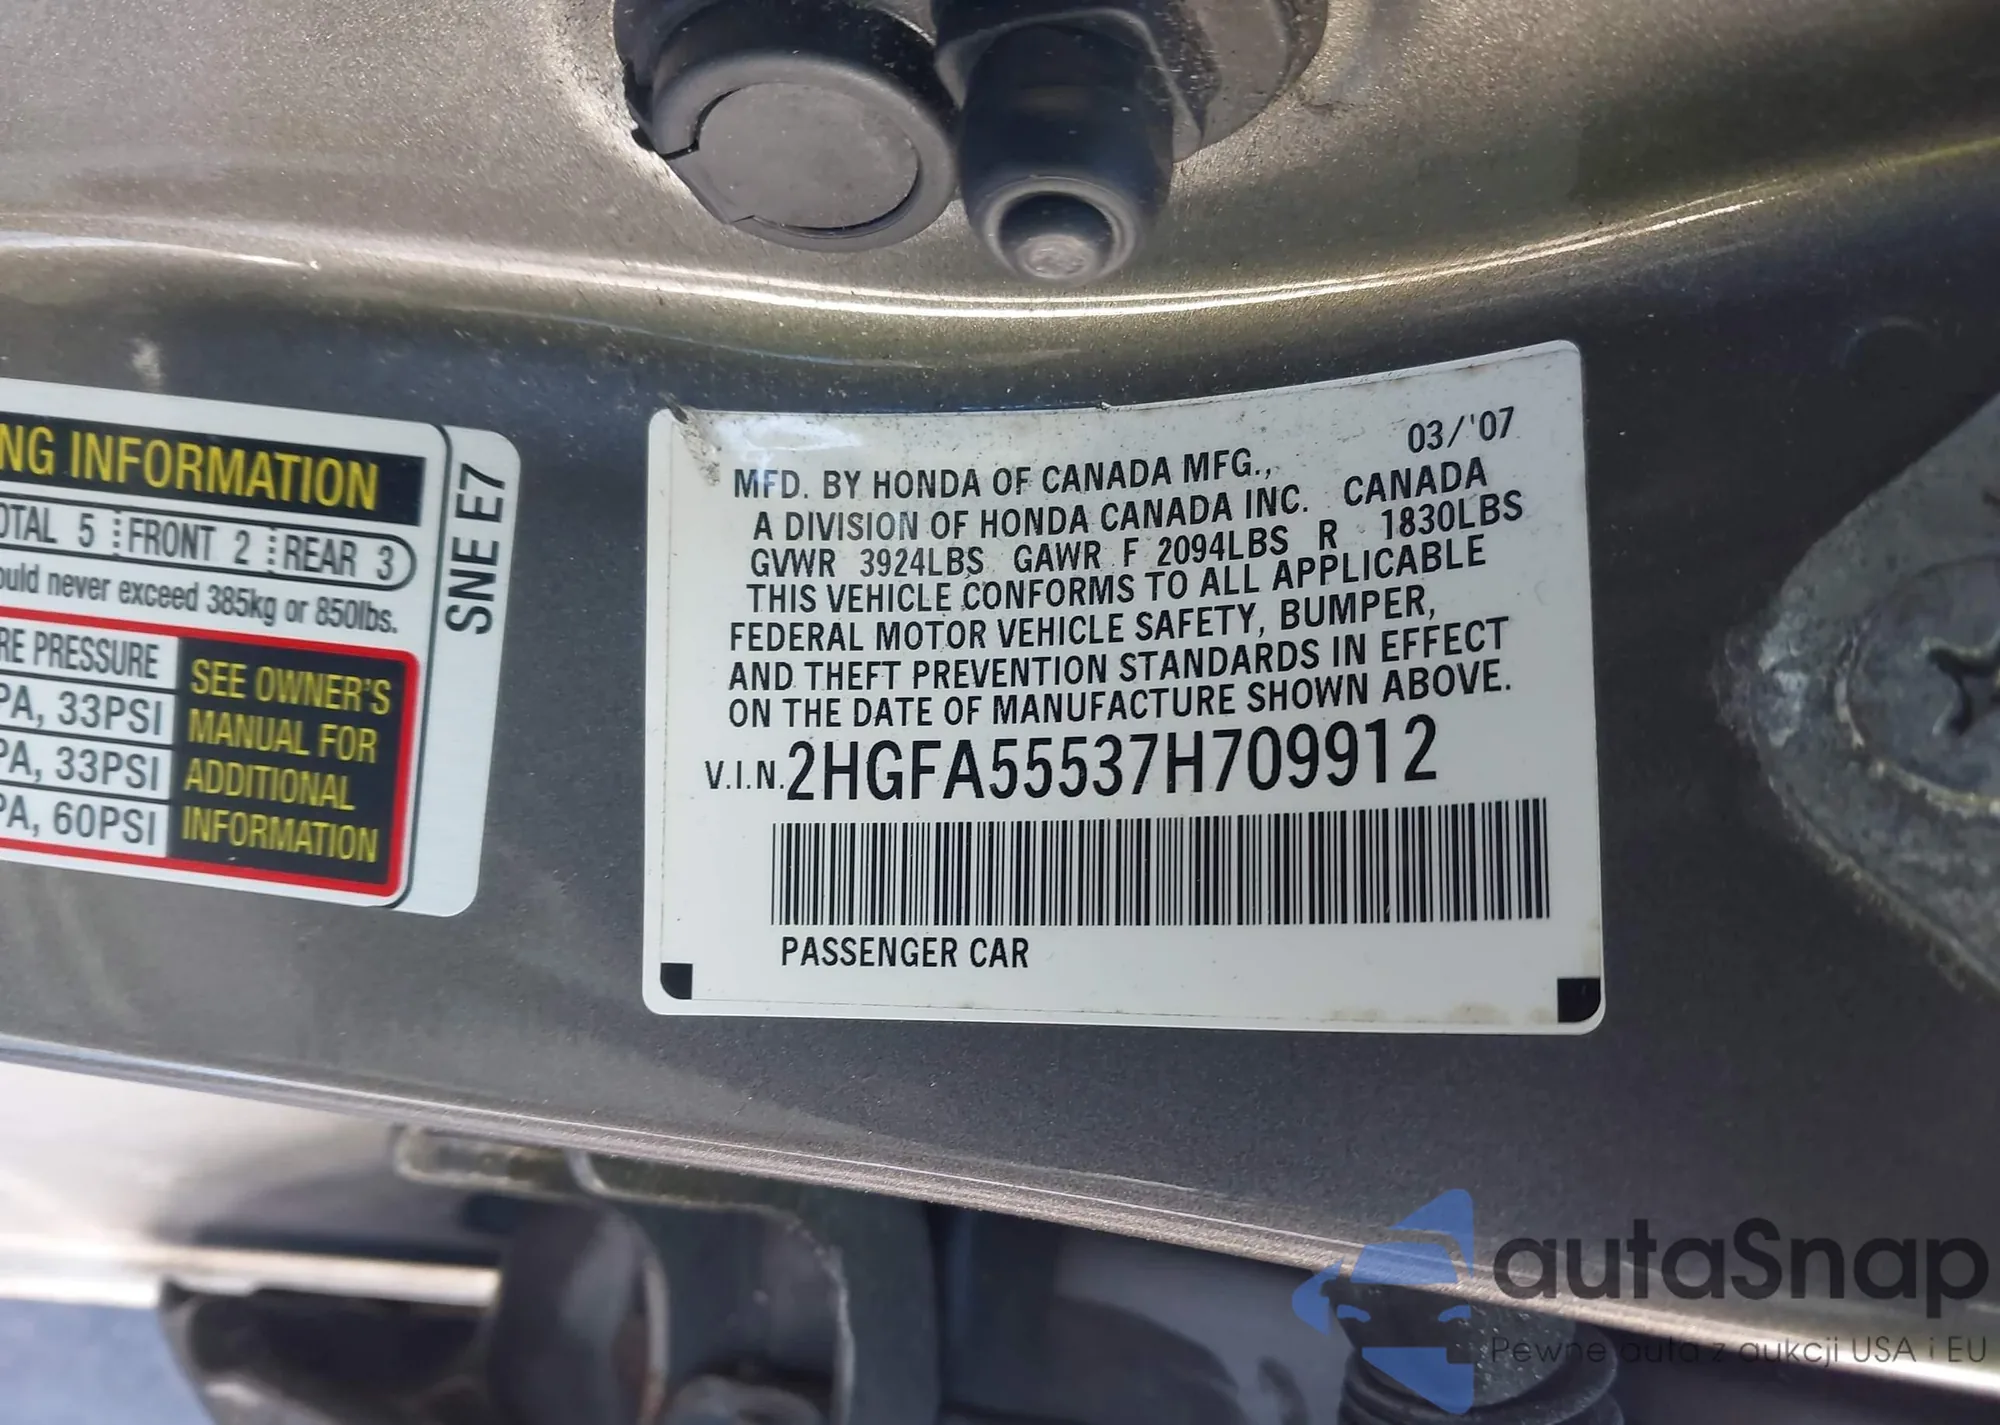 NG INFORMATION
OTAL 5 FRONT 2 REAR 3
ould never exceed 385kg or 850lbs.
RE PRESSURE
PA, 33PSI
PA, 33PSI
PA, 60PSI
SEE OWNER'S
MANUAL FOR
ADDITIONAL
INFORMATION
SNE E7
03/'07
MFD. BY HONDA OF CANADA MFG.,
A DIVISION OF HONDA CANADA INC. CANADA
GVWR 3924LBS GAWR F 2094LBS R 1830LBS
THIS VEHICLE CONFORMS TO ALL APPLICABLE
FEDERAL MOTOR VEHICLE SAFETY, BUMPER,
AND THEFT PREVENTION STANDARDS IN EFFECT
ON THE DATE OF MANUFACTURE SHOWN ABOVE.
V.I.N. 2HGFA55537H709912
PASSENGER CAR
autaSnap
Pewne auta z aukcji USA i EU